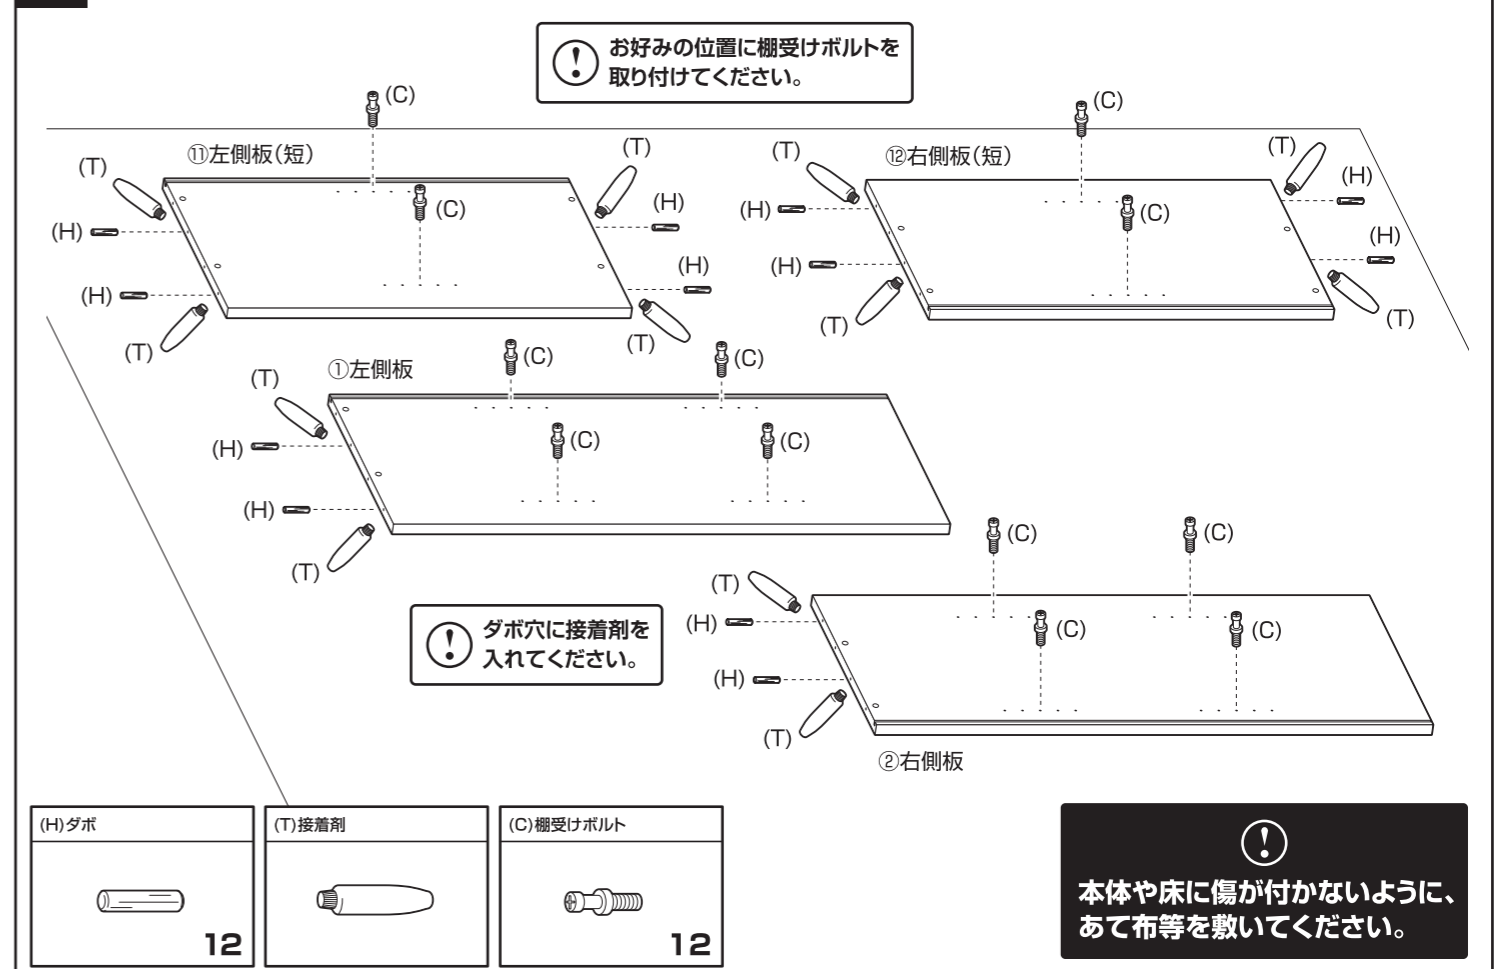 お好みの位置に棚受けボルトを
取り付けてください。
(C)
(C)
⑪左側板(短)
(T)
(T)
(H)
(C)
(H)
(H)
(H)
(T)
(T)
⑫右側板(短)
(T)
(T)
(H)
(H)
(C)
(H)
(H)
(T)
(T)
①左側板
(C)
(C)
(T)
(C)
(C)
(H)
(H)
(T)
(C)
(C)
(T)
(H)
(C)
(C)
(H)
(T)
②右側板
ダボ穴に接着剤を
入れてください。
(H)ダボ
12
(T)接着剤
(C)棚受けボルト
12
本体や床に傷が付かないように、
あて布等を敷いてください。